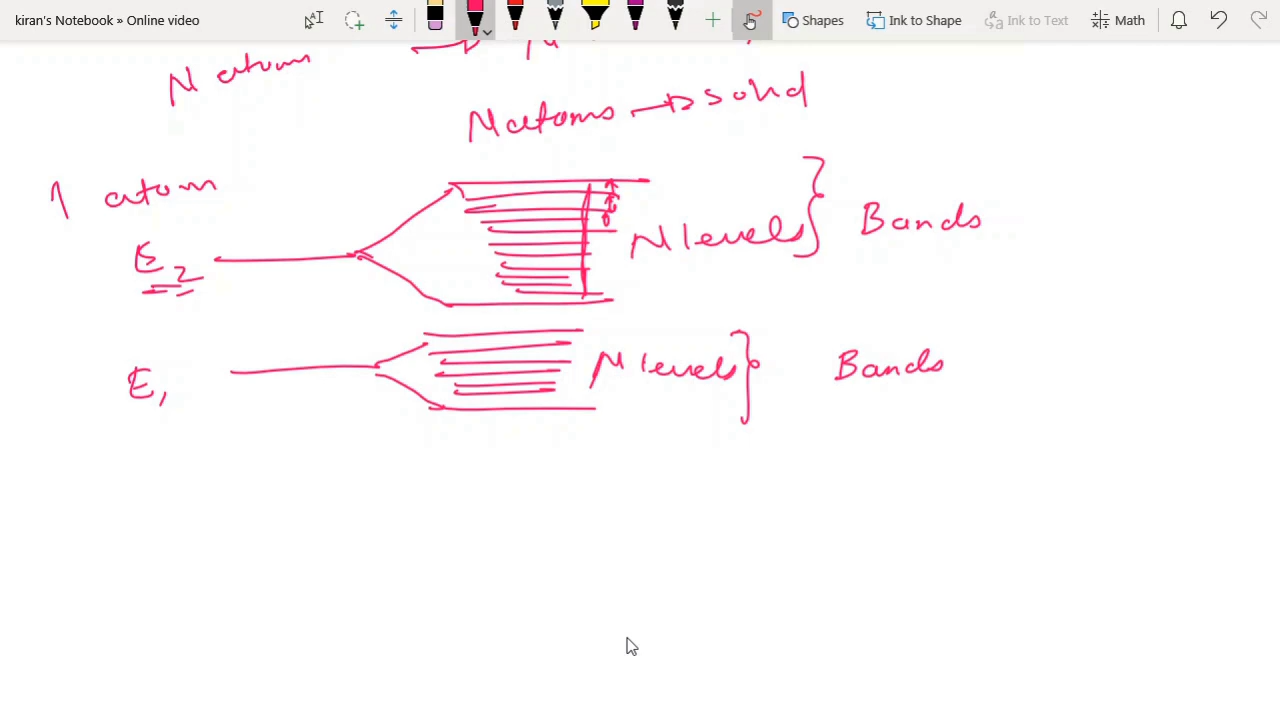 kiran's Notebook » Online video
Shapes
Ink to Shape
Ink to Text
Math
N atom
N atoms → solid
1 atom
E2
N levels } Bands
E1
N levels } Bands